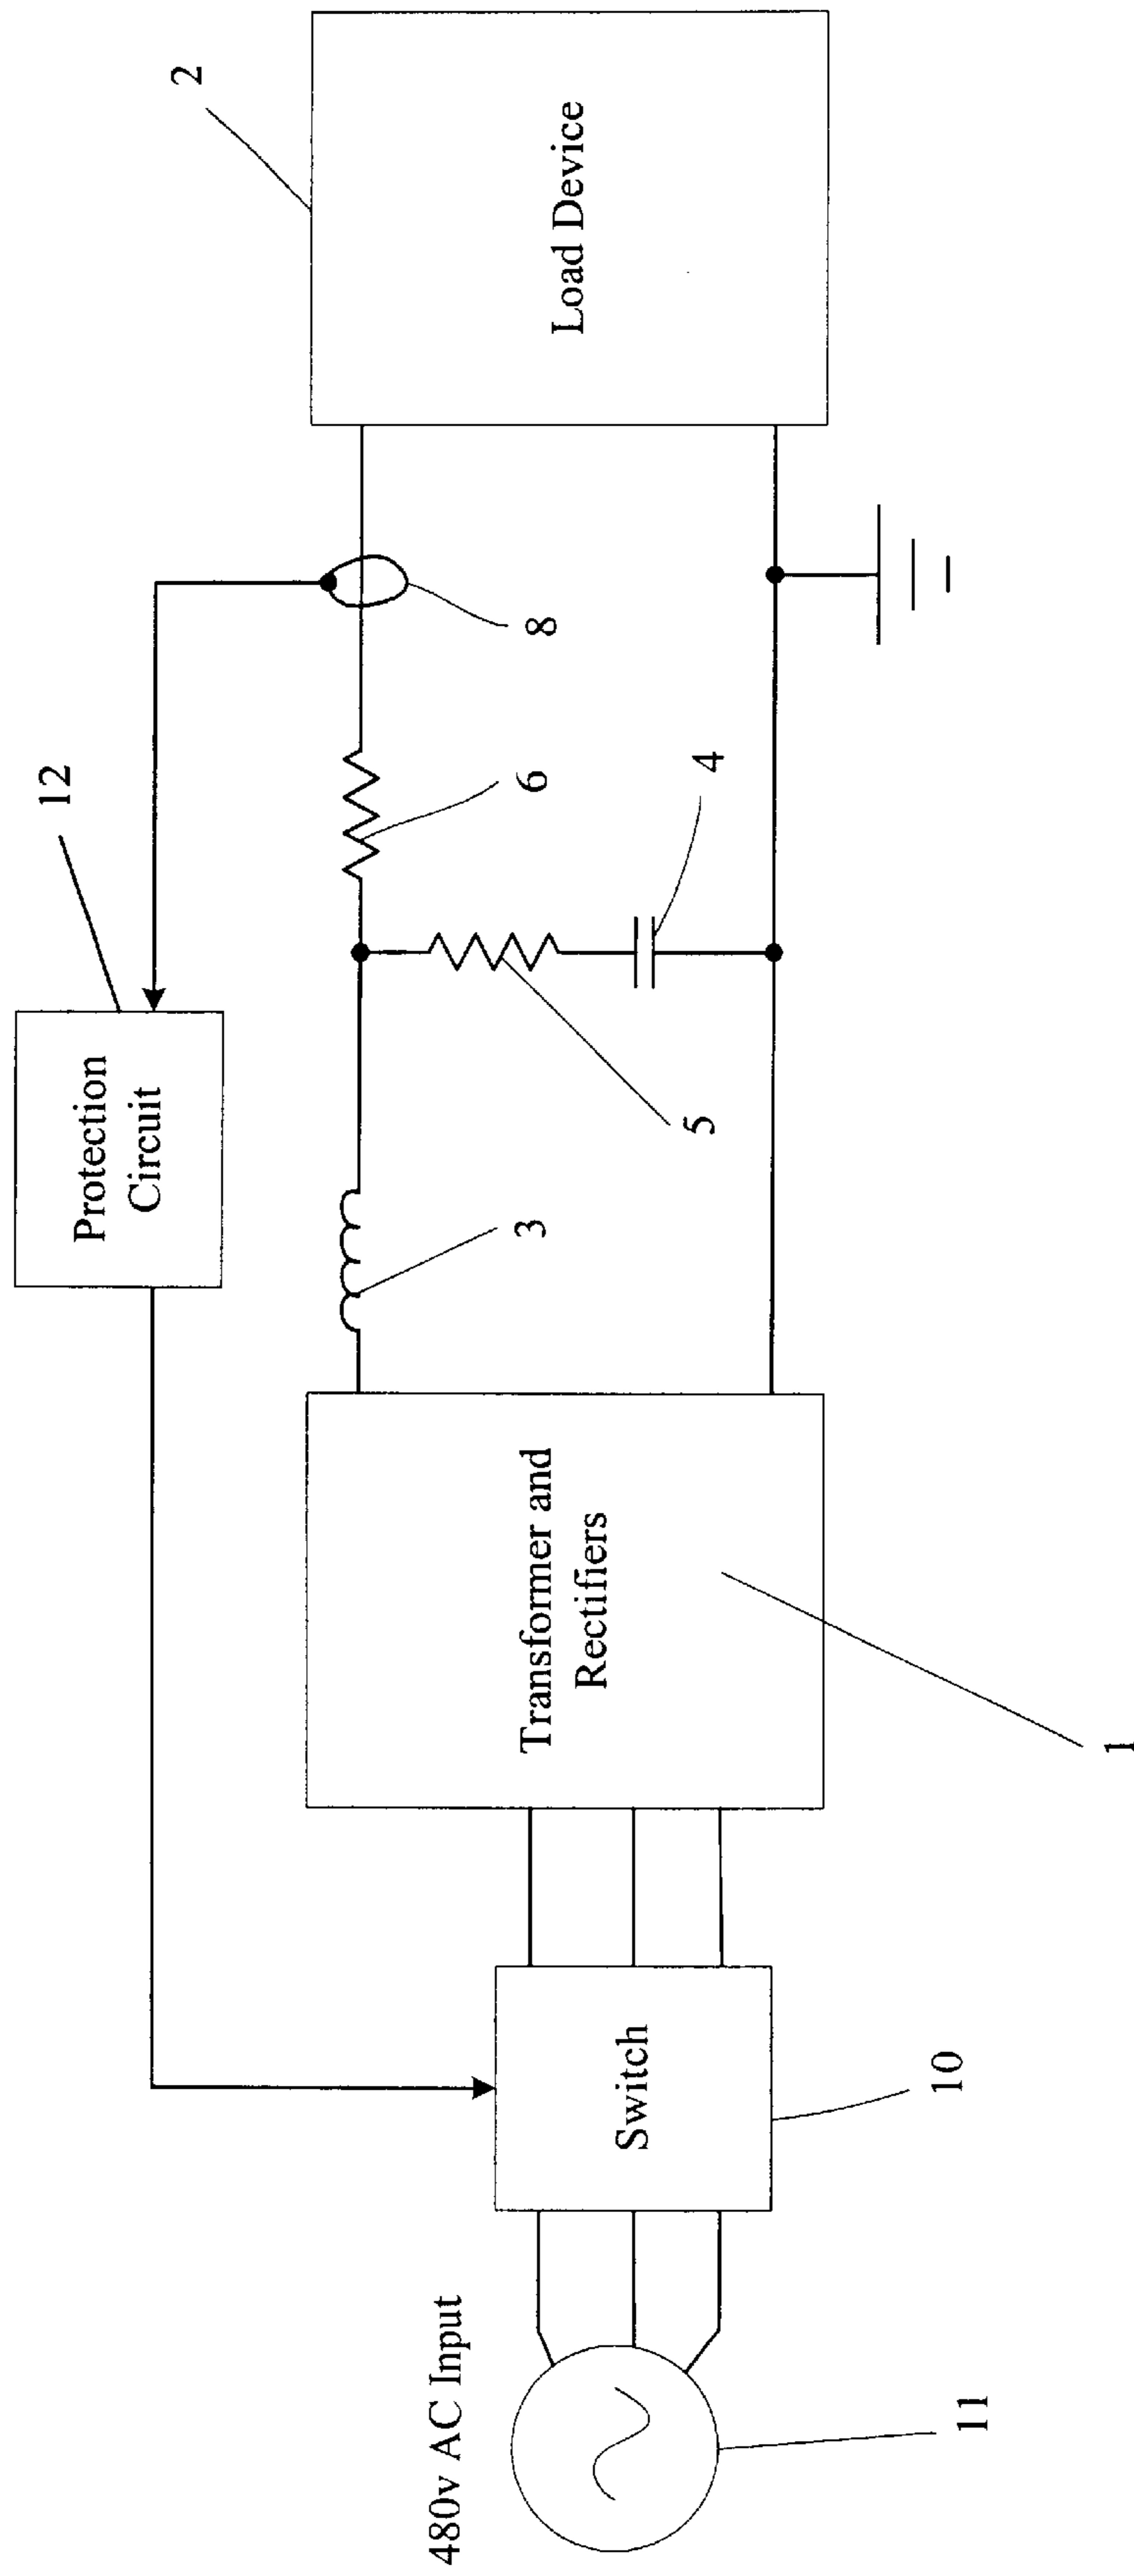 Protection
Circuit
12
480v AC Input
11
Switch
10
Transformer and
Rectifiers
1
3
5
4
6
8
Load Device
2